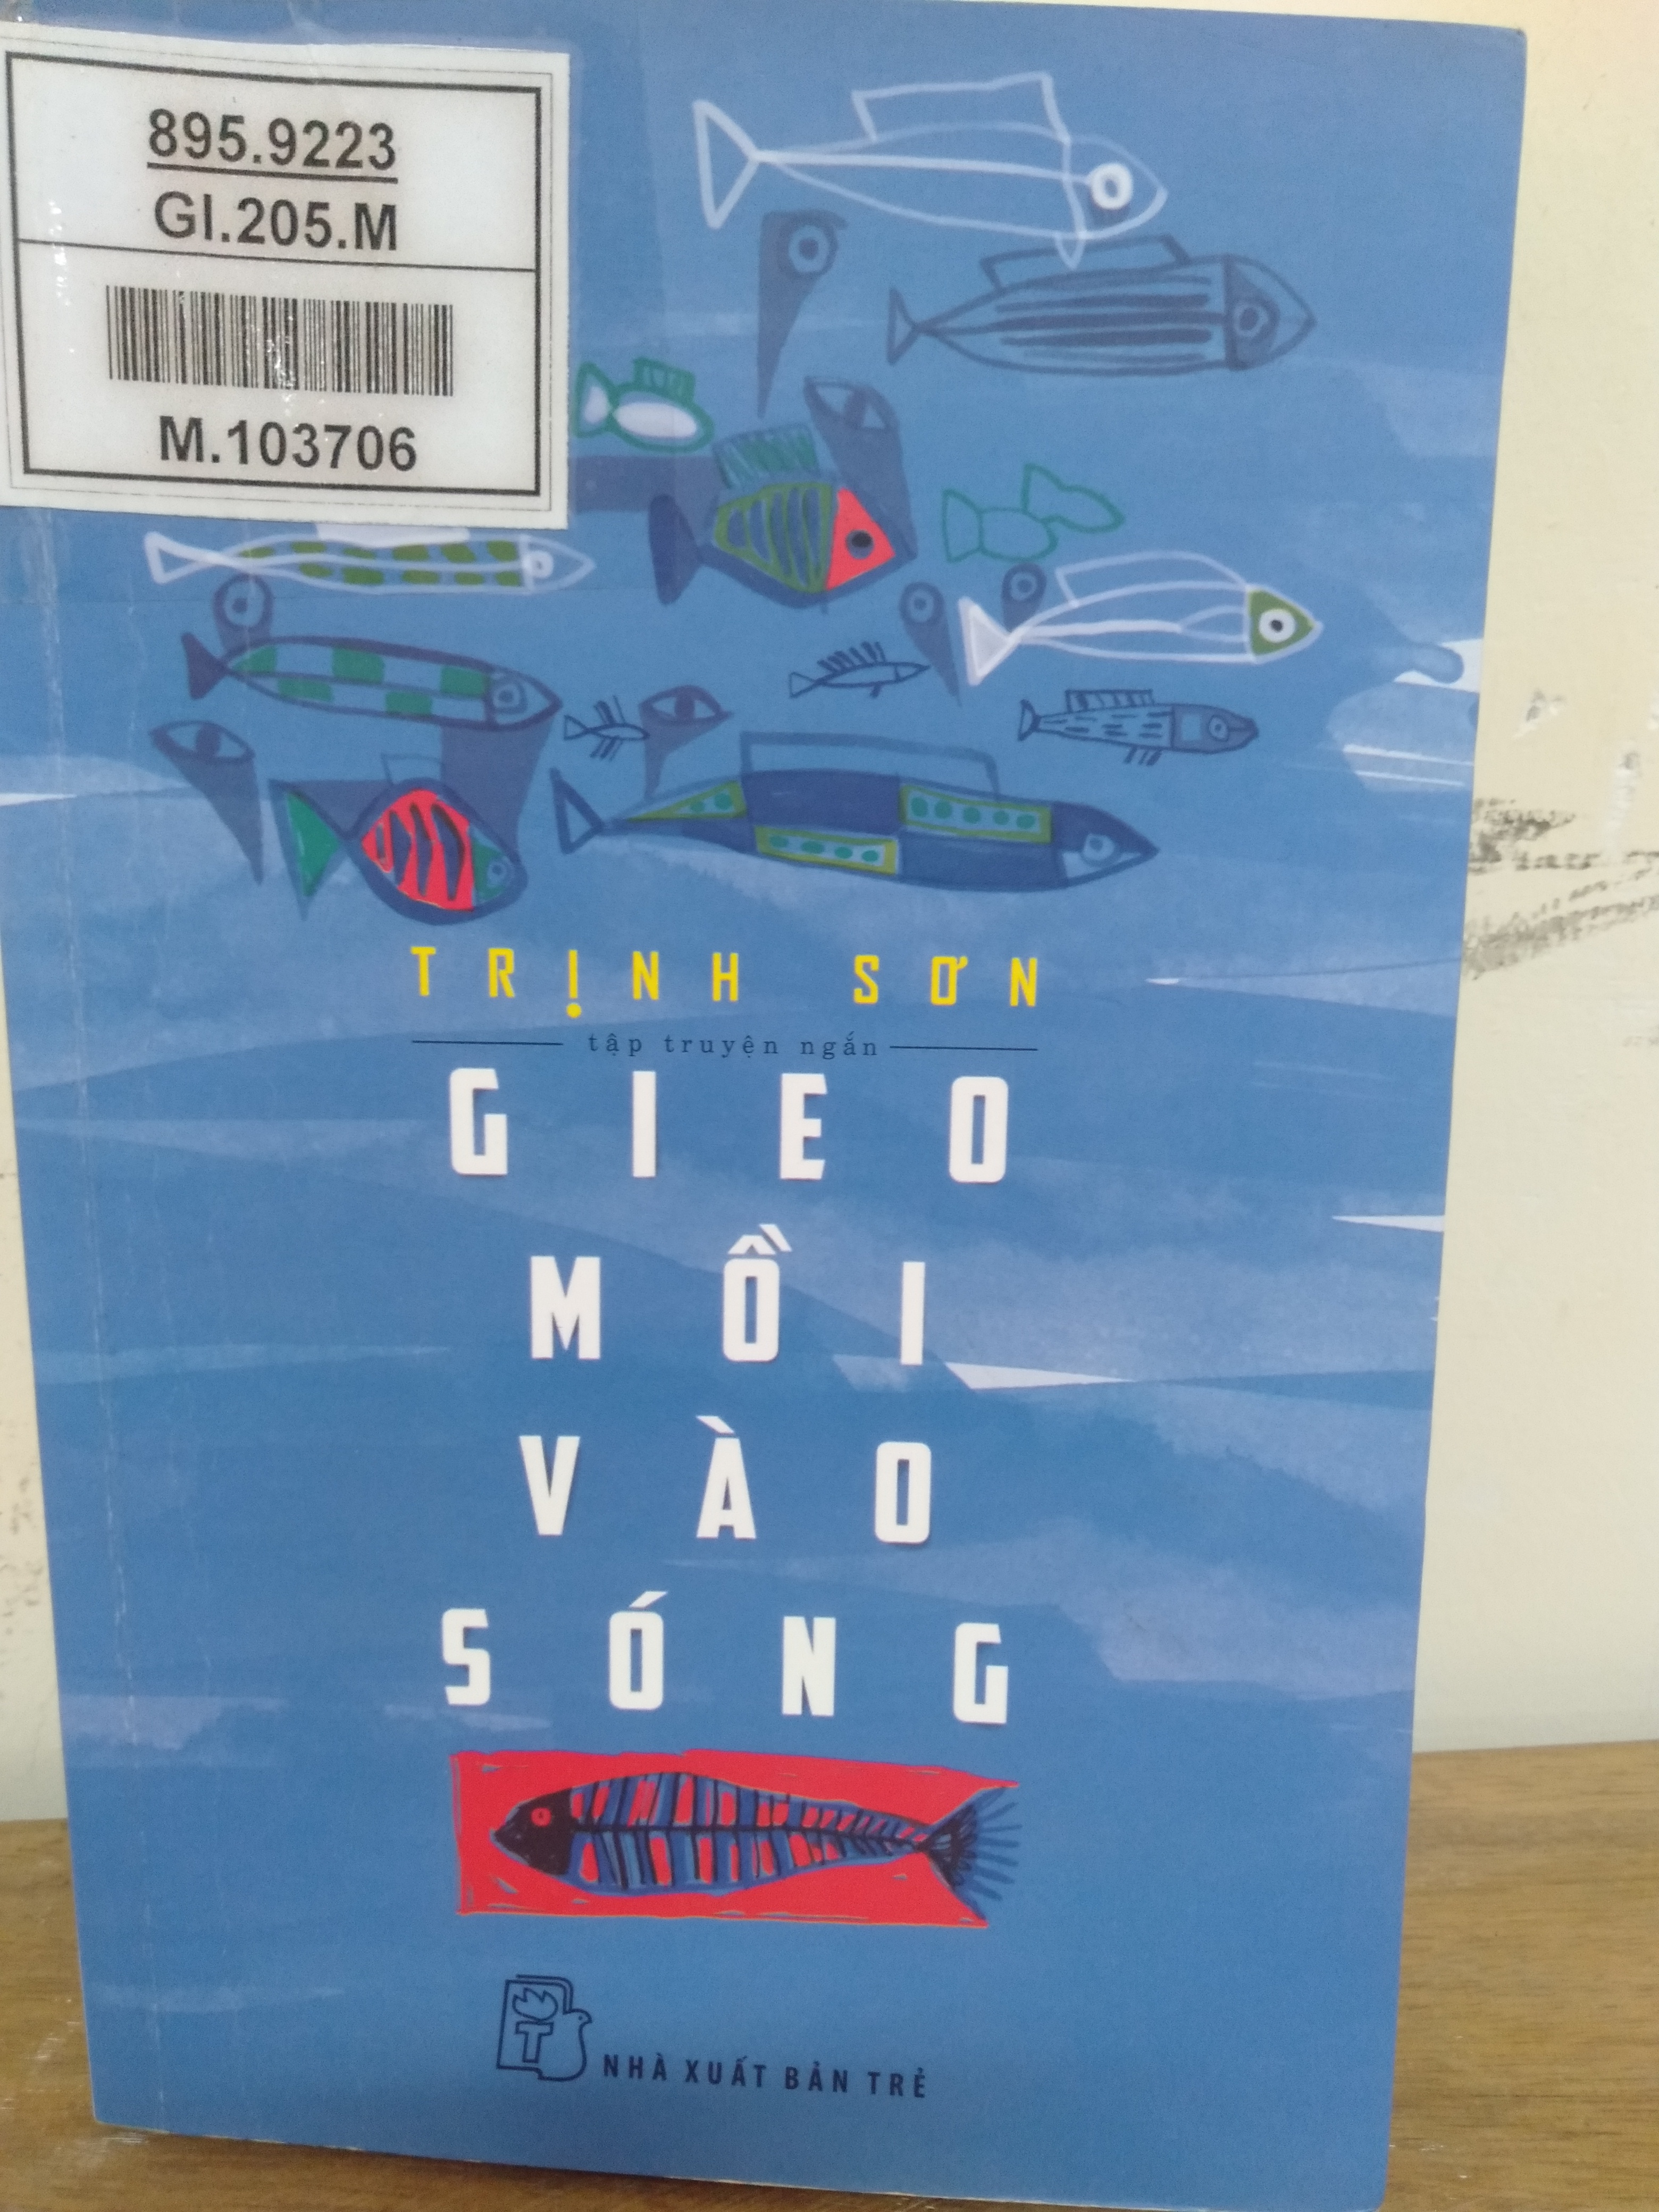 895.9223
GI.205.M
M.103706
TRỊNH SƠN
tập truyện ngắn
GIEO
MỒI
VÀO
SÓNG
T
NHÀ XUẤT BẢN TRẺ